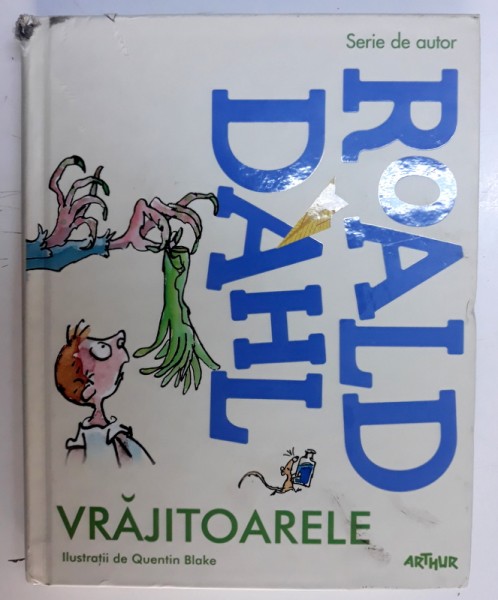 Serie de autor
ROALD
DAHL
VRĂJITOARELE
Ilustrații de Quentin Blake
ARTHUR